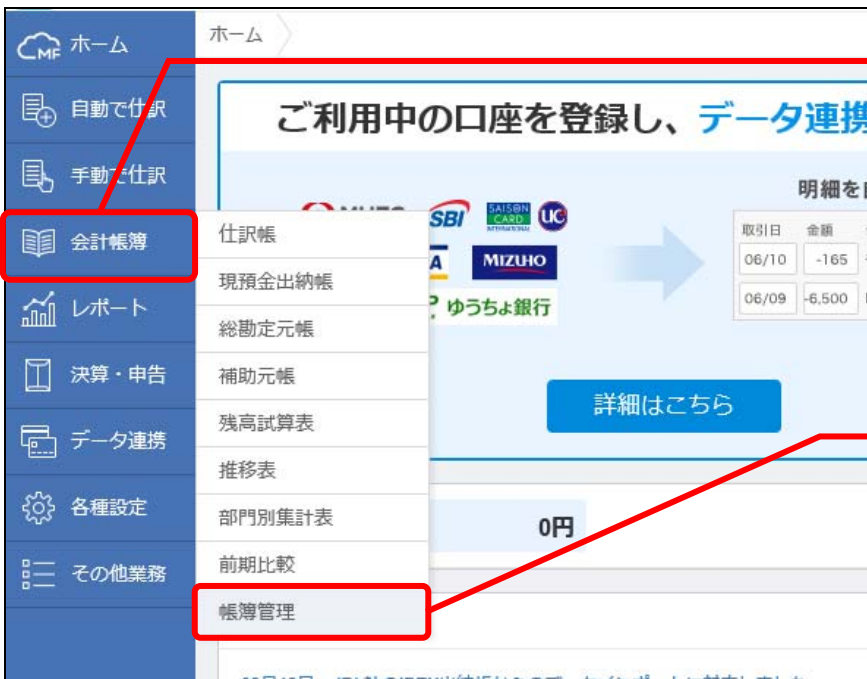 MF ホーム
ホーム
自動で仕訳
手動で仕訳
会計帳簿
レポート
決算・申告
データ連携
各種設定
その他業務
ご利用中の口座を登録し、データ連携
明細を
SBI
SAISON CARD INTERNATIONAL
UC
MIZUHO
ゆうちょ銀行
取引日 金額
06/10 -165
06/09 -6,500
詳細はこちら
仕訳帳
現預金出納帳
総勘定元帳
補助元帳
残高試算表
推移表
部門別集計表
前期比較
帳簿管理
0円